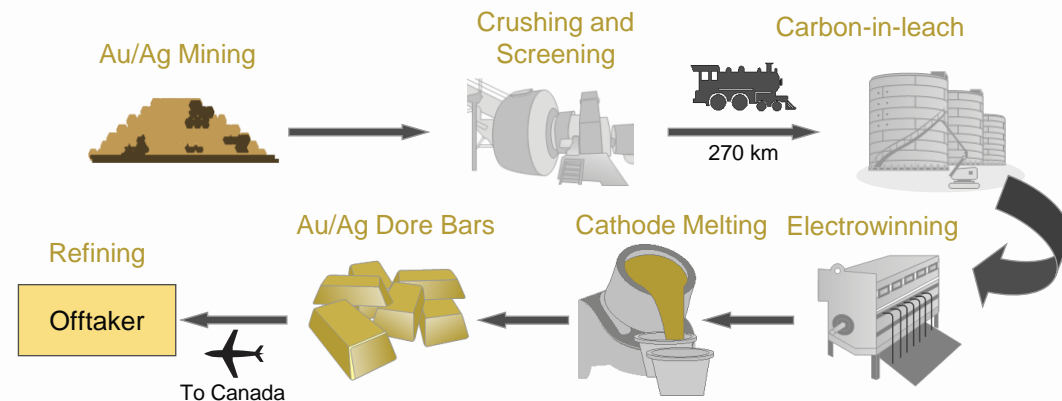 Au/Ag Mining
Crushing and
Screening
270 km
Carbon-in-leach
Electrowinning
Cathode Melting
Au/Ag Dore Bars
To Canada
Refining
Offtaker